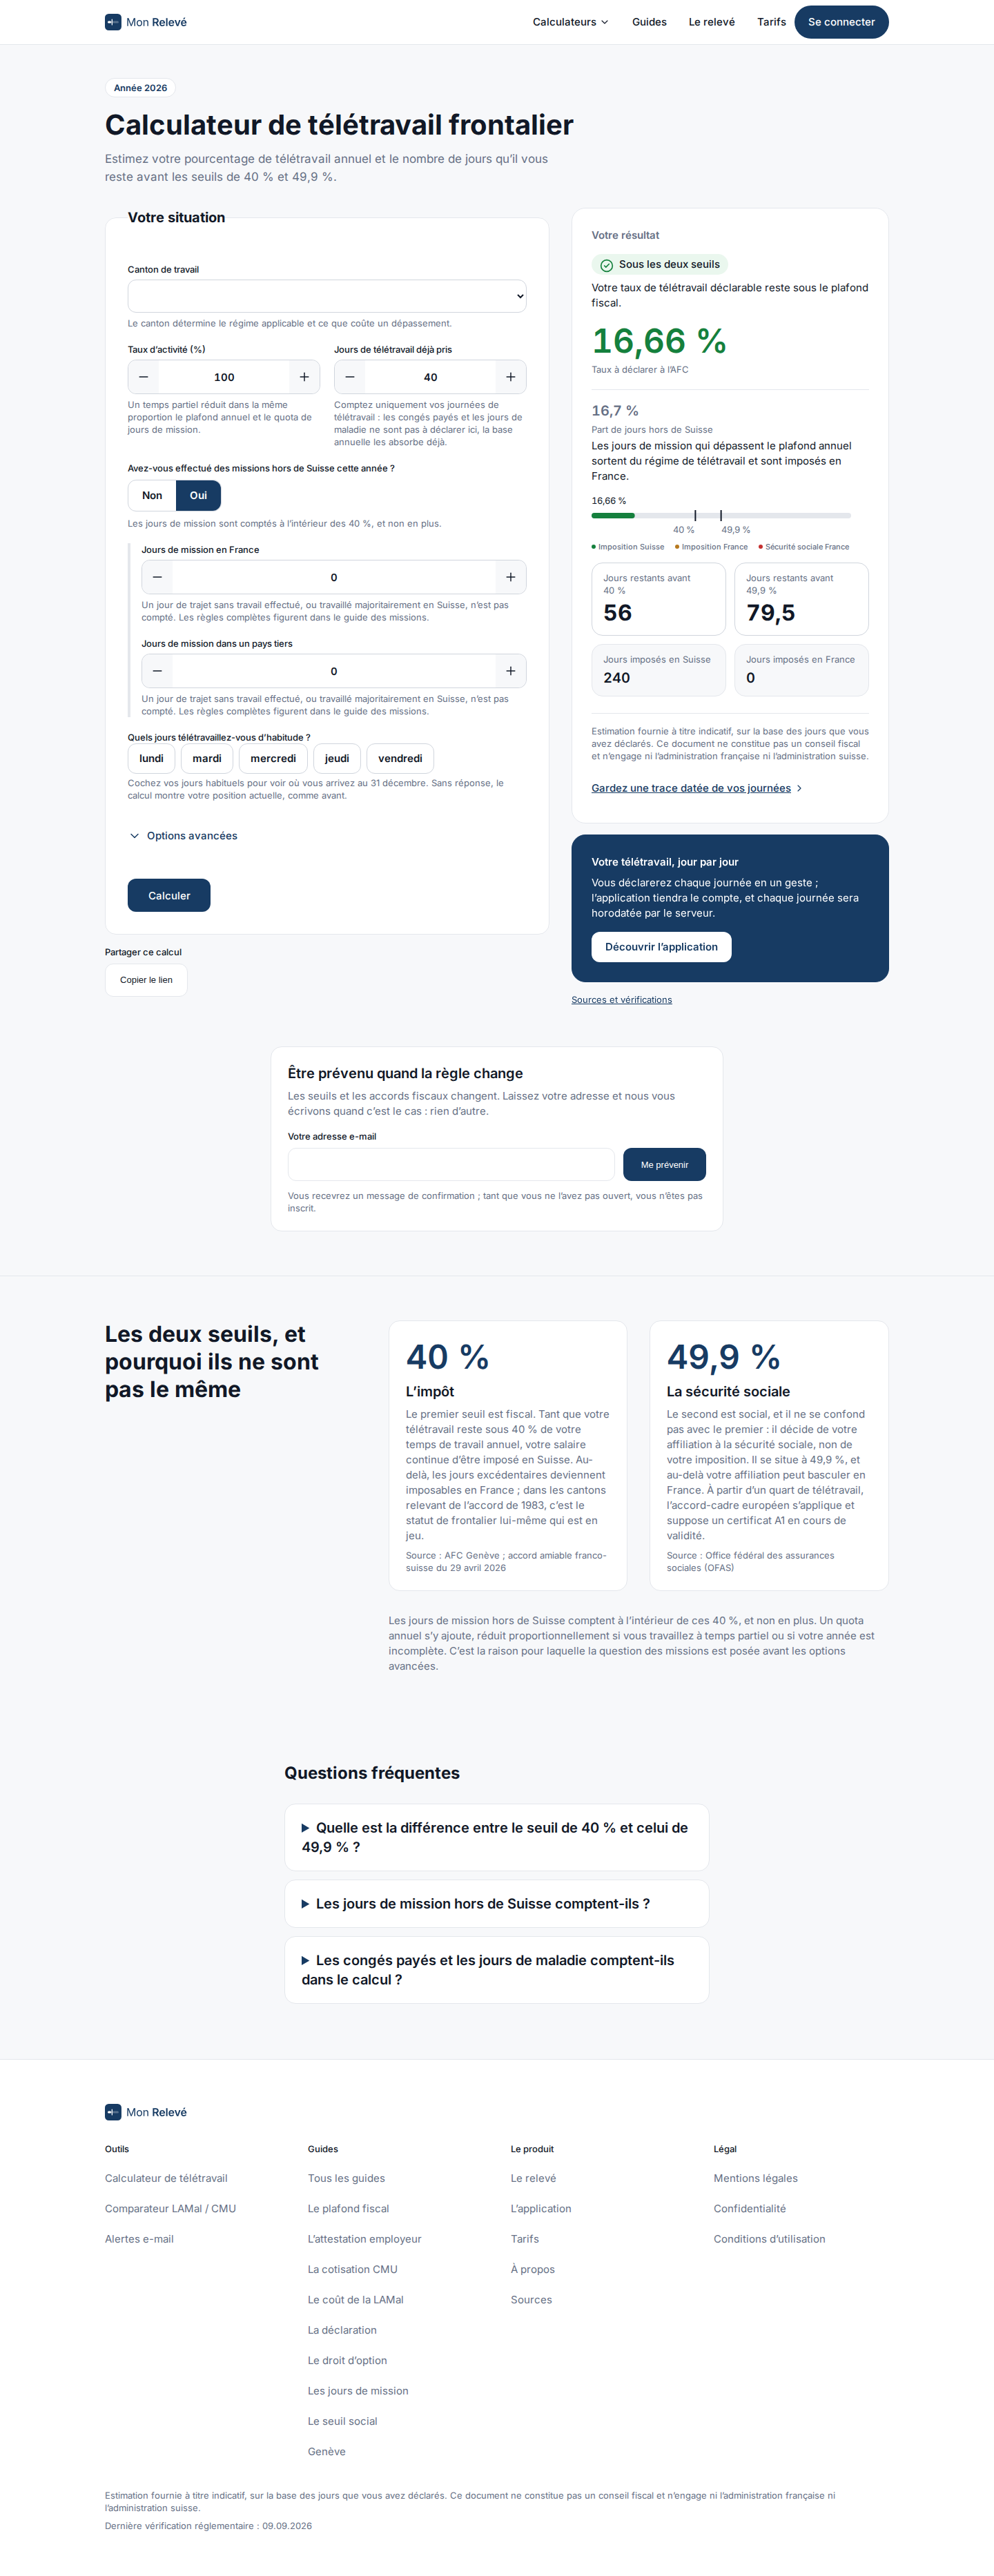 Mon Relevé
Calculateurs
Guides
Le relevé
Tarifs
Se connecter
Année 2026
Calculateur de télétravail frontalier
Estimez votre pourcentage de télétravail annuel et le nombre de jours qu’il vous
reste avant les seuils de 40 % et 49,9 %.
Votre situation
Canton de travail
Le canton détermine le régime applicable et ce que coûte un dépassement.
Taux d’activité (%)
100
Un temps partiel réduit dans la même
proportion le plafond annuel et le quota de
jours de mission.
Jours de télétravail déjà pris
40
Comptez uniquement vos journées de
télétravail : les congés payés et les jours de
maladie ne sont pas à déclarer ici, la base
annuelle les absorbe déjà.
Avez-vous effectué des missions hors de Suisse cette année ?
Non
Oui
Les jours de mission sont comptés à l’intérieur des 40 %, et non en plus.
Jours de mission en France
0
Un jour de trajet sans travail effectué, ou travaillé majoritairement en Suisse, n’est pas
compté. Les règles complètes figurent dans le guide des missions.
Jours de mission dans un pays tiers
0
Un jour de trajet sans travail effectué, ou travaillé majoritairement en Suisse, n’est pas
compté. Les règles complètes figurent dans le guide des missions.
Quels jours télétravaillez-vous d’habitude ?
lundi
mardi
mercredi
jeudi
vendredi
Cochez vos jours habituels pour voir où vous arrivez au 31 décembre. Sans réponse, le
calcul montre votre position actuelle, comme avant.
Options avancées
Calculer
Partager ce calcul
Copier le lien
Votre résultat
Sous les deux seuils
Votre taux de télétravail déclarable reste sous le plafond
fiscal.
16,66 %
Taux à déclarer à l’AFC
16,7 %
Part de jours hors de Suisse
Les jours de mission qui dépassent le plafond annuel
sortent du régime de télétravail et sont imposés en
France.
16,66 %
40 %
49,9 %
Imposition Suisse
Imposition France
Sécurité sociale France
Jours restants avant
40 %
56
Jours restants avant
49,9 %
79,5
Jours imposés en Suisse
240
Jours imposés en France
0
Estimation fournie à titre indicatif, sur la base des jours que vous
avez déclarés. Ce document ne constitue pas un conseil fiscal
et n’engage ni l’administration française ni l’administration suisse.
Gardez une trace datée de vos journées
Votre télétravail, jour par jour
Vous déclarerez chaque journée en un geste ;
l’application tiendra le compte, et chaque journée sera
horodatée par le serveur.
Découvrir l’application
Sources et vérifications
Être prévenu quand la règle change
Les seuils et les accords fiscaux changent. Laissez votre adresse et nous vous
écrivons quand c’est le cas : rien d’autre.
Votre adresse e-mail
Me prévenir
Vous recevrez un message de confirmation ; tant que vous ne l’avez pas ouvert, vous n’êtes pas
inscrit.
Les deux seuils, et
pourquoi ils ne sont
pas le même
40 %
L’impôt
Le premier seuil est fiscal. Tant que votre
télétravail reste sous 40 % de votre
temps de travail annuel, votre salaire
continue d’être imposé en Suisse. Au-
delà, les jours excédentaires deviennent
imposables en France ; dans les cantons
relevant de l’accord de 1983, c’est le
statut de frontalier lui-même qui est en
jeu.
Source : AFC Genève ; accord amiable franco-
suisse du 29 avril 2026
49,9 %
La sécurité sociale
Le second est social, et il ne se confond
pas avec le premier : il décide de votre
affiliation à la sécurité sociale, non de
votre imposition. Il se situe à 49,9 %, et
au-delà votre affiliation peut basculer en
France. À partir d’un quart de télétravail,
l’accord-cadre européen s’applique et
suppose un certificat A1 en cours de
validité.
Source : Office fédéral des assurances
sociales (OFAS)
Les jours de mission hors de Suisse comptent à l’intérieur de ces 40 %, et non en plus. Un quota
annuel s’y ajoute, réduit proportionnellement si vous travaillez à temps partiel ou si votre année est
incomplète. C’est la raison pour laquelle la question des missions est posée avant les options
avancées.
Questions fréquentes
Quelle est la différence entre le seuil de 40 % et celui de
49,9 % ?
Les jours de mission hors de Suisse comptent-ils ?
Les congés payés et les jours de maladie comptent-ils
dans le calcul ?
Mon Relevé
Outils
Calculateur de télétravail
Comparateur LAMal / CMU
Alertes e-mail
Guides
Tous les guides
Le plafond fiscal
L’attestation employeur
La cotisation CMU
Le coût de la LAMal
La déclaration
Le droit d’option
Les jours de mission
Le seuil social
Genève
Le produit
Le relevé
L’application
Tarifs
À propos
Sources
Légal
Mentions légales
Confidentialité
Conditions d’utilisation
Estimation fournie à titre indicatif, sur la base des jours que vous avez déclarés. Ce document ne constitue pas un conseil fiscal et n’engage ni l’administration française ni
l’administration suisse.
Dernière vérification réglementaire : 09.09.2026